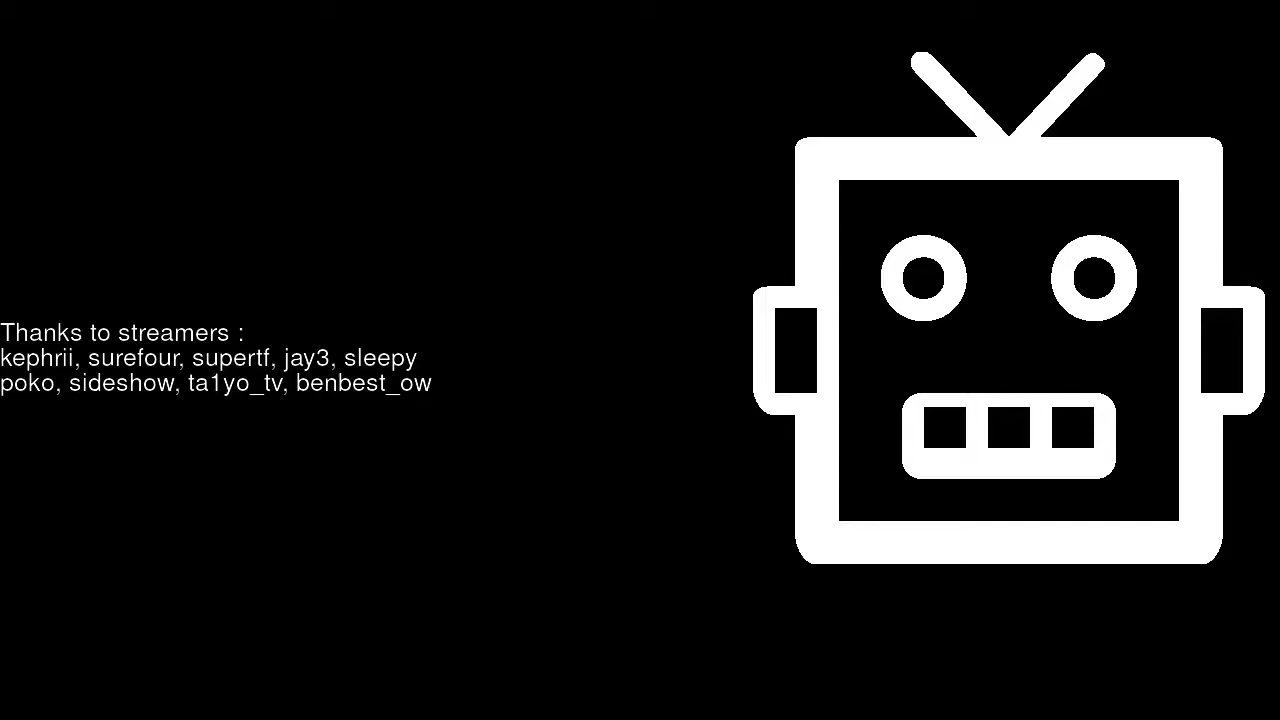 Thanks to streamers :
kephrii, surefour, supertf, jay3, sleepy
poko, sideshow, ta1yo_tv, benbest_ow